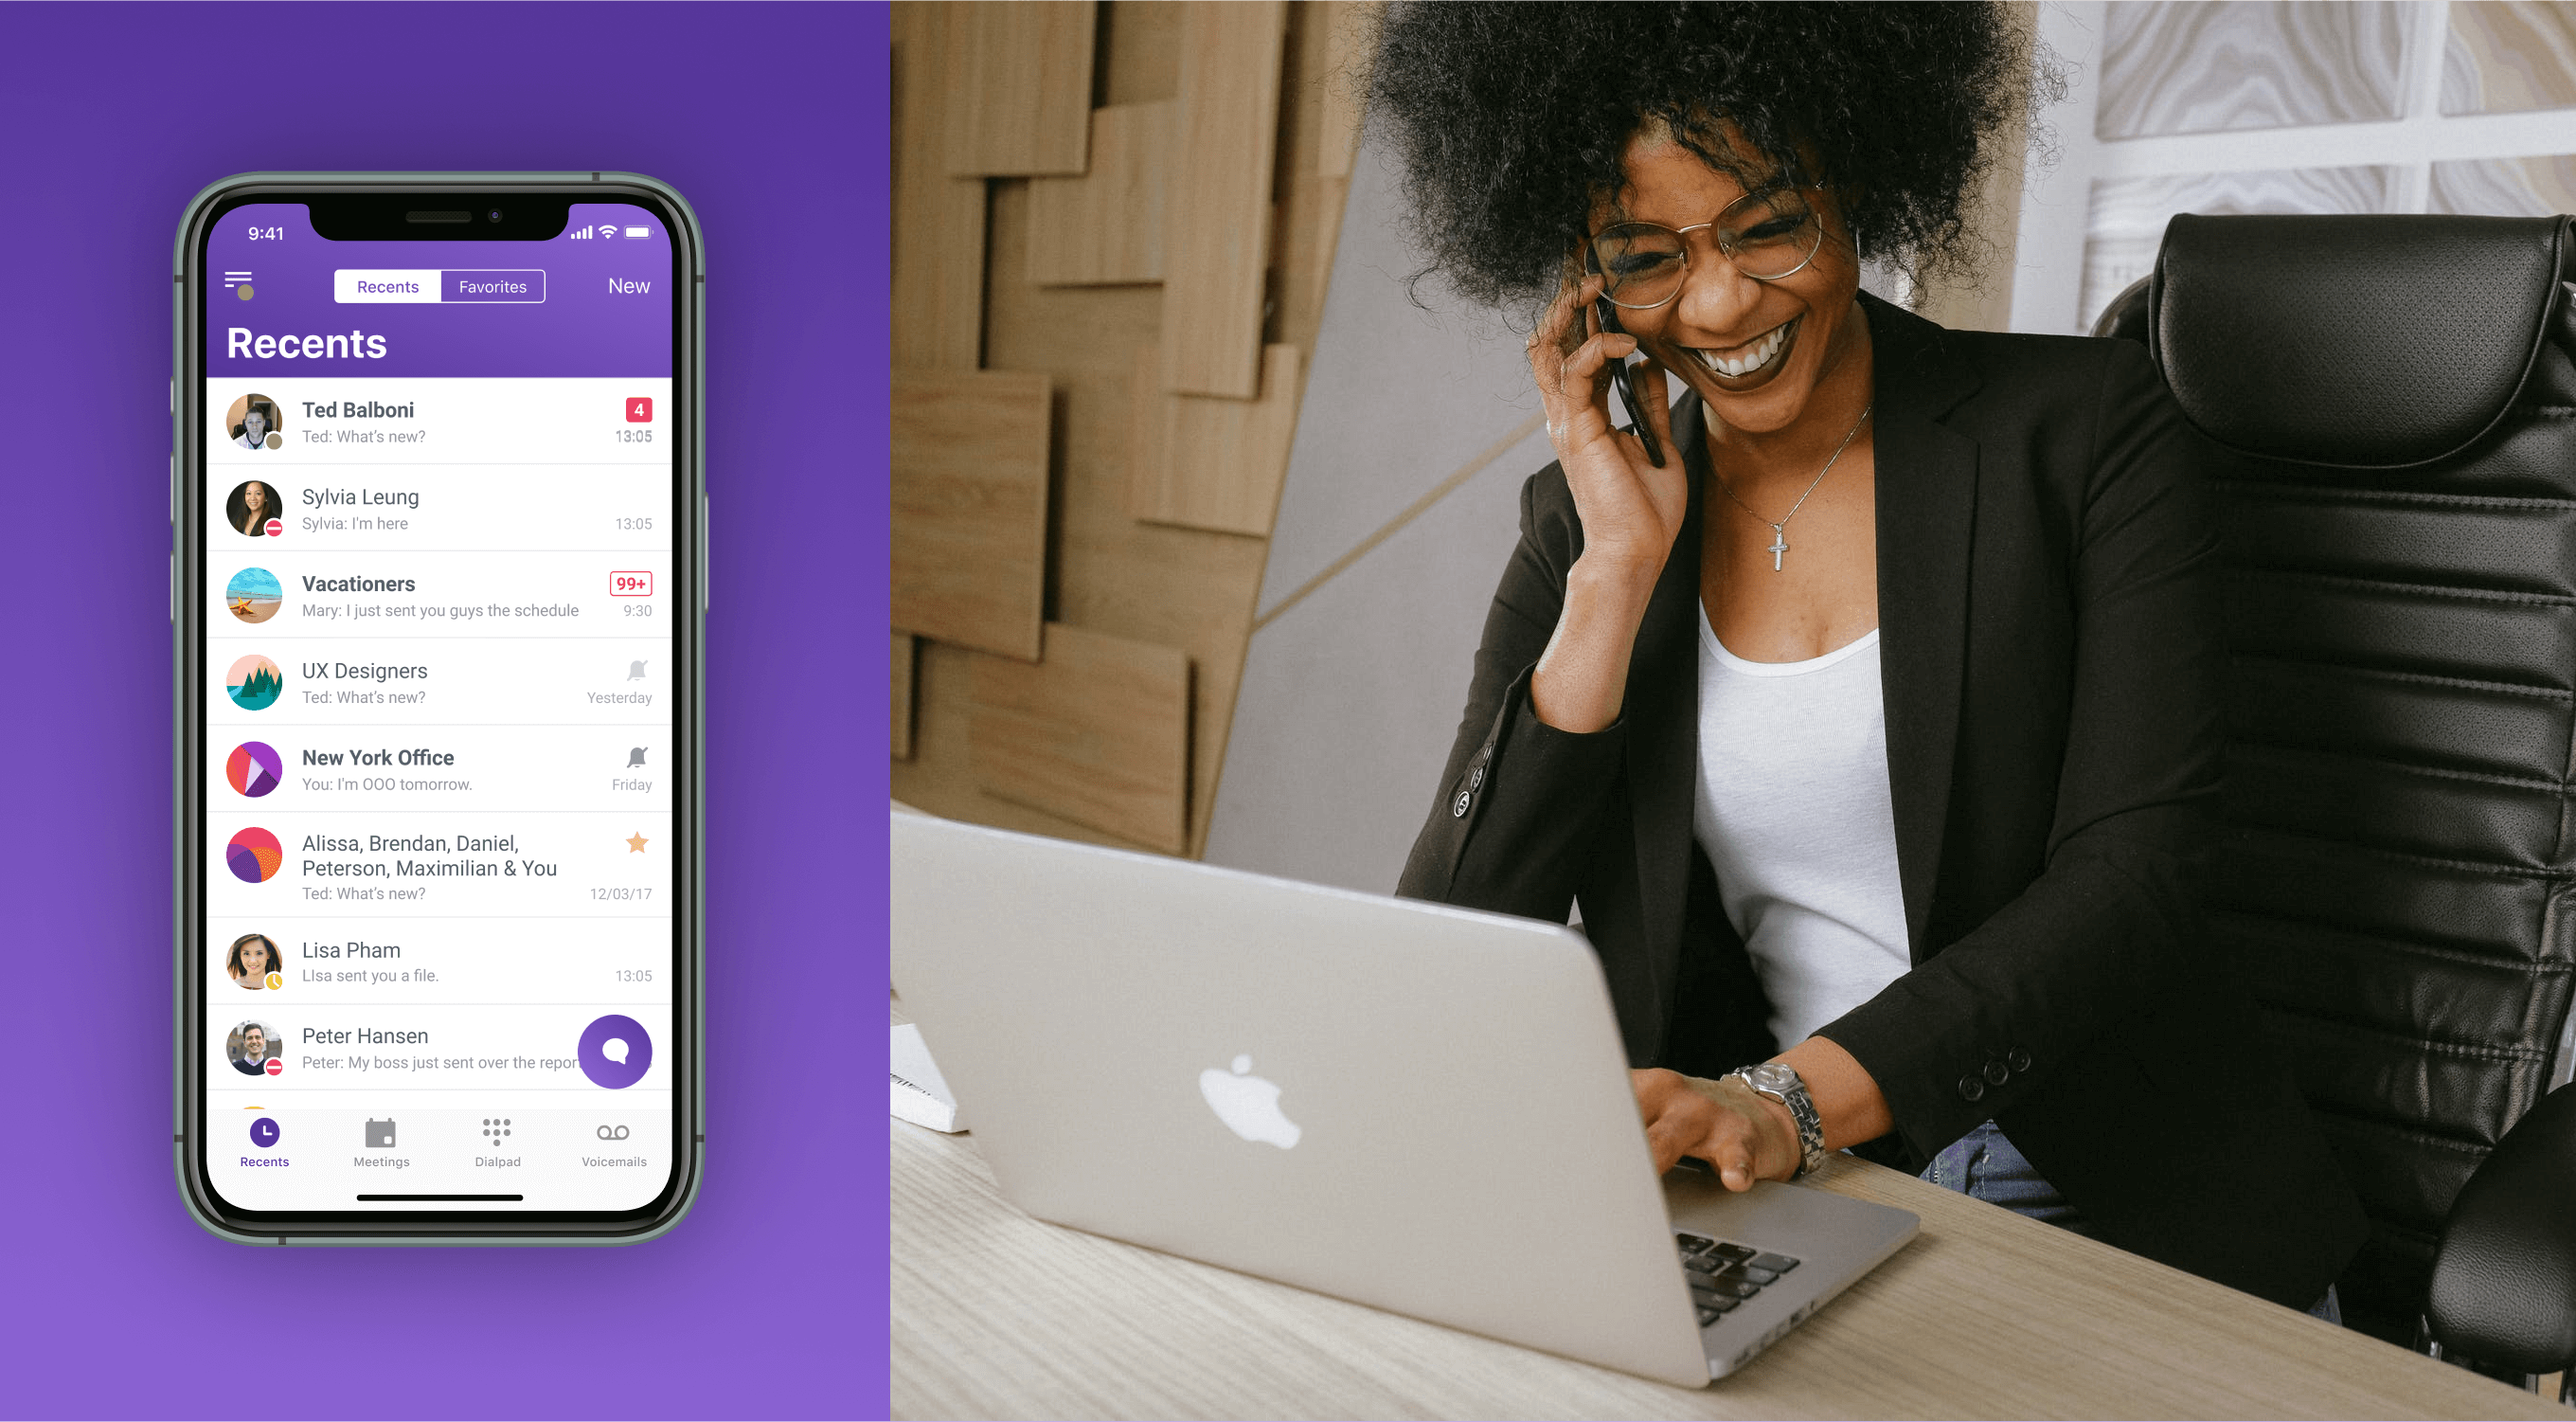 9:41
Recents
Favorites
New
Recents
Ted Balboni
4
Ted: What's new?
13:05
Sylvia Leung
Sylvia: I'm here
13:05
Vacationers
99+
Mary: I just sent you guys the schedule
9:30
UX Designers
Ted: What's new?
Yesterday
New York Office
You: I'm OOO tomorrow.
Friday
Alissa, Brendan, Daniel,
Peterson, Maximilian & You
Ted: What's new?
12/03/17
Lisa Pham
LIsa sent you a file.
13:05
Peter Hansen
Peter: My boss just sent over the
Recents
Meetings
Dialpad
Voicemails